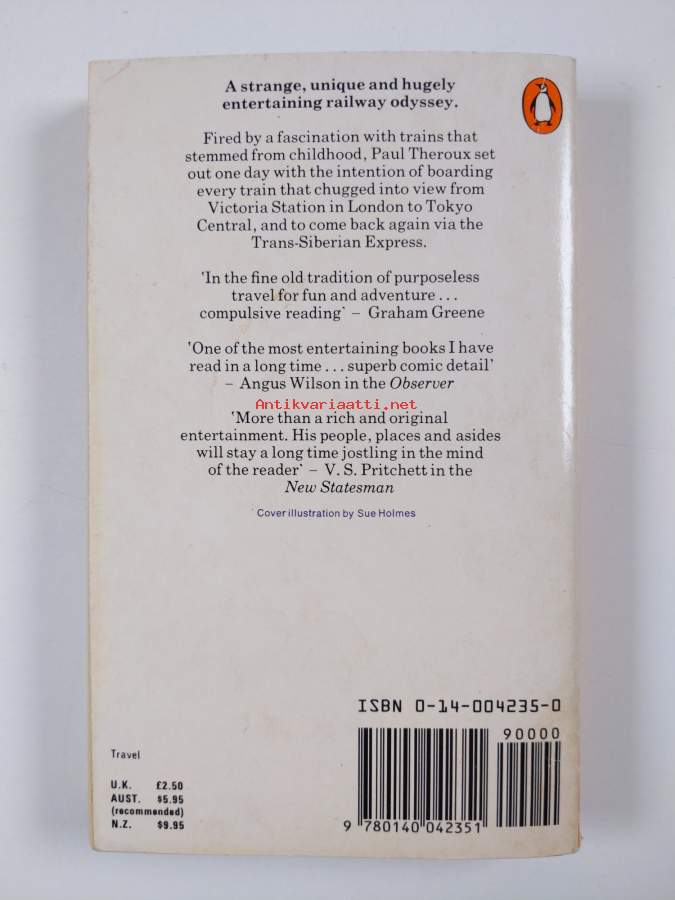 A strange, unique and hugely
entertaining railway odyssey.
Fired by a fascination with trains that
stemmed from childhood, Paul Theroux set
out one day with the intention of boarding
every train that chugged into view from
Victoria Station in London to Tokyo
Central, and to come back again via the
Trans-Siberian Express.
'In the fine old tradition of purposeless
travel for fun and adventure ...
compulsive reading' – Graham Greene
'One of the most entertaining books I have
read in a long time ... superb comic detail'
– Angus Wilson in the Observer
Antikvariaatti.net
'More than a rich and original
entertainment. His people, places and asides
will stay a long time jostling in the mind
of the reader' – V. S. Pritchett in the
New Statesman
Cover illustration by Sue Holmes
ISBN 0-14-004235-0
90000
9 780140 042351
Travel
U.K. £2.50
AUST. $5.95
(recommended)
N.Z. $9.95